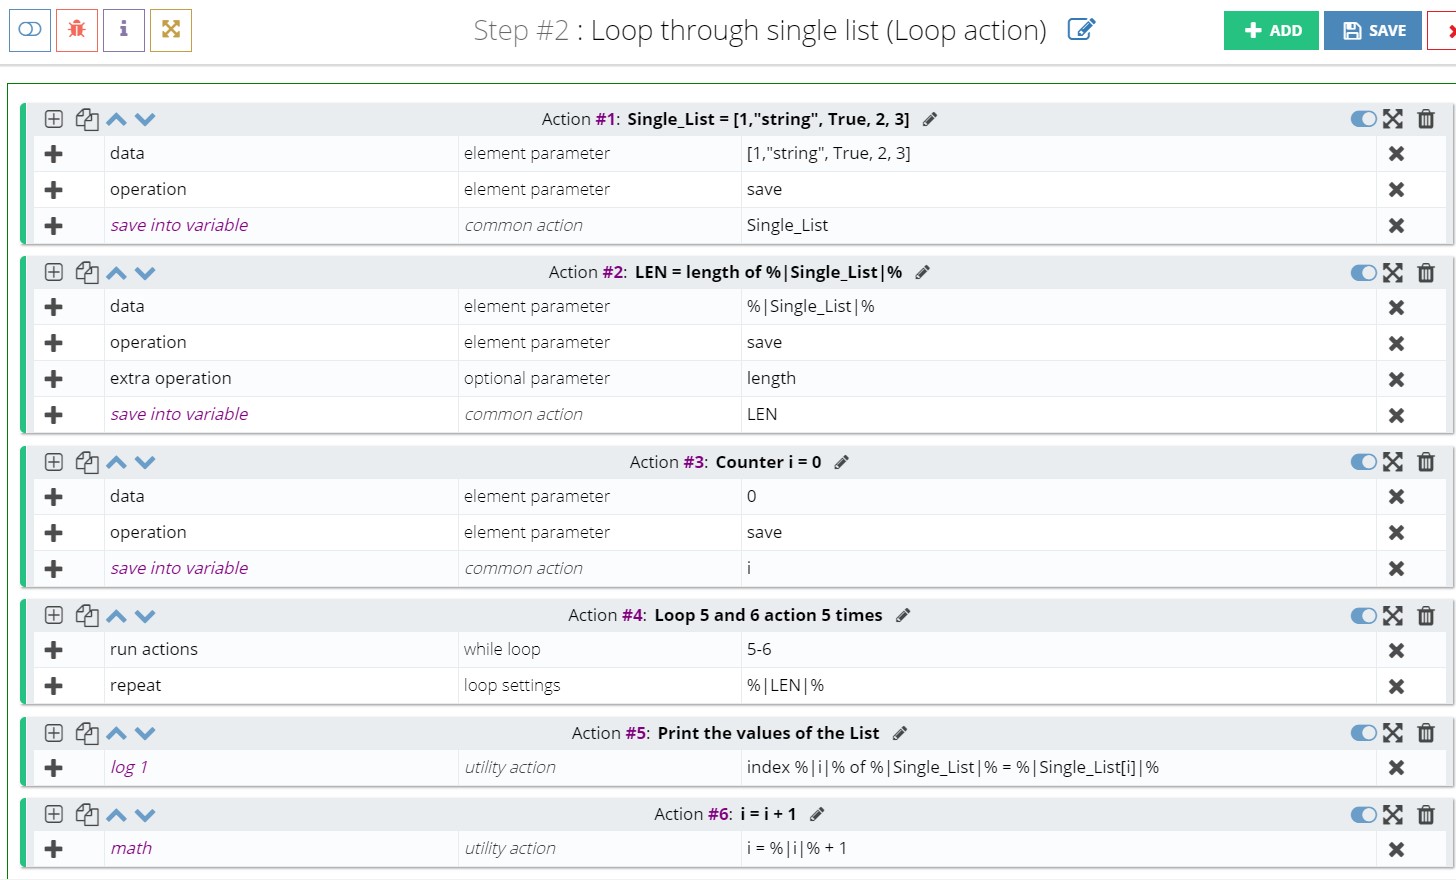 Step #2 : Loop through single list (Loop action)
ADD
SAVE
Action #1: Single_List = [1,"string", True, 2, 3]
data element parameter [1,"string", True, 2, 3]
operation element parameter save
save into variable common action Single_List
Action #2: LEN = length of %|Single_List|%
data element parameter %|Single_List|%
operation element parameter save
extra operation optional parameter length
save into variable common action LEN
Action #3: Counter i = 0
data element parameter 0
operation element parameter save
save into variable common action i
Action #4: Loop 5 and 6 action 5 times
run actions while loop 5-6
repeat loop settings %|LEN|%
Action #5: Print the values of the List
log 1 utility action index %|i|% of %|Single_List|% = %|Single_List[i]|%
Action #6: i = i + 1
math utility action i = %|i|% + 1